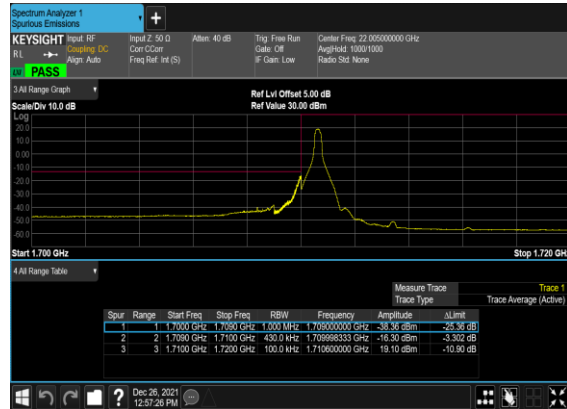 Spectrum Analyzer 1
Spurious Emissions
KEYSIGHT Input: RF Input Z: 50 Ω Atten: 40 dB Trig: Free Run Center Freq: 22.005000000 GHz
RL Coupling: DC Corr CCorr Gate: Off Avg|Hold: 1000/1000
Align: Auto Freq Ref: Int (S) IF Gain: Low Radio Std: None
PASS
3 All Range Graph
Ref Lvl Offset 5.00 dB
Scale/Div 10.0 dB Ref Value 30.00 dBm
Log
20.0
10.0
0.00
-10.0
-20.0
-30.0
-40.0
-50.0
-60.0
Start 1.700 GHz Stop 1.720 GH
4 All Range Table
Measure Trace Trace 1
Trace Type Trace Average (Active)
Spur Range Start Freq Stop Freq RBW Frequency Amplitude ΔLimit
1 1 1.7000 GHz 1.7090 GHz 1.000 MHz 1.709000000 GHz -38.36 dBm -25.36 dB
2 2 1.7090 GHz 1.7100 GHz 430.0 kHz 1.709998333 GHz -16.30 dBm -3.302 dB
3 3 1.7100 GHz 1.7200 GHz 100.0 kHz 1.710600000 GHz 19.10 dBm -10.90 dB
? Dec 26, 2021
12:57:26 PM